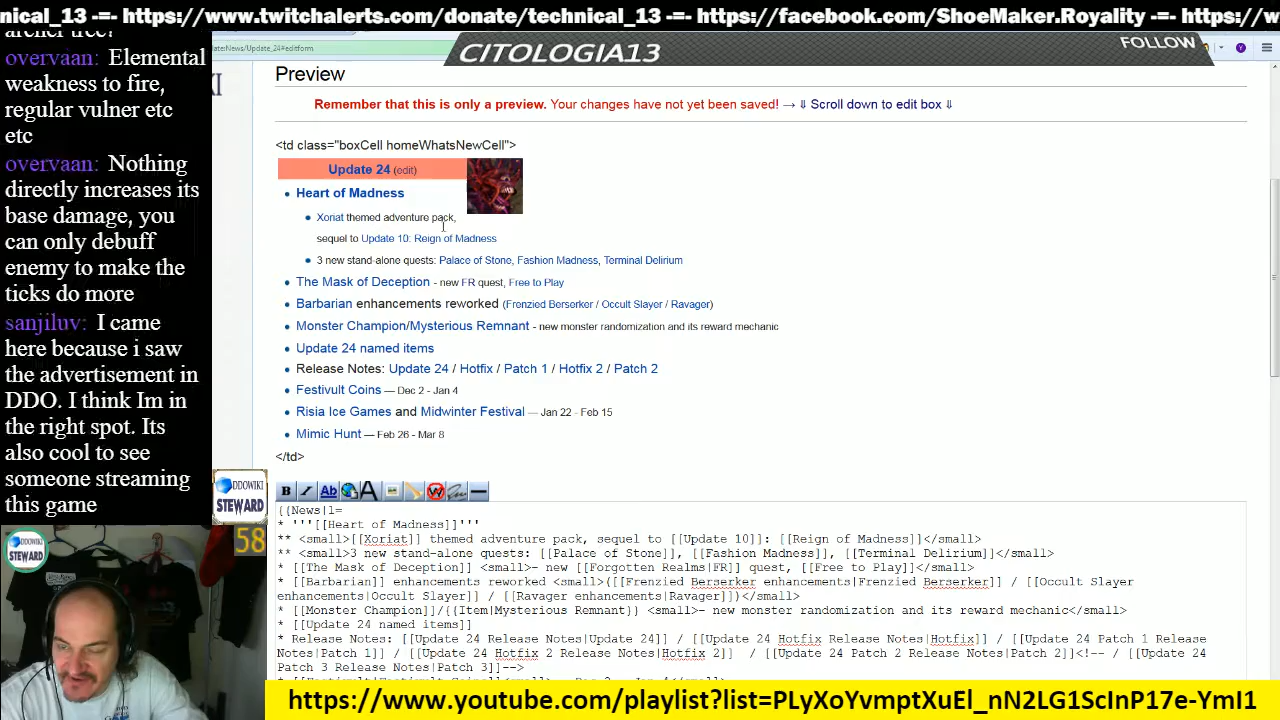 nical_13 -=- https://www.twitchalerts.com/donate/technical_13 -=- https://facebook.com/ShoeMaker.Royality -=- https://w
archer tree?
overvaan: Elemental
weakness to fire,
regular vulner etc
etc
overvaan: Nothing
directly increases its
base damage, you
can only debuff
enemy to make the
ticks do more
sanjiluv: I came
here because i saw
the advertisement in
DDO. I think Im in
the right spot. Its
also cool to see
someone streaming
this game
DDOWIKI
STEWARD
58
DDOWIKI
STEWARD
ate:News/Update_24#editform
CITOLOGIA13
FOLLOW
KI
Preview
Remember that this is only a preview. Your changes have not yet been saved! → ⇓ Scroll down to edit box ⇓
<td class="boxCell homeWhatsNewCell">
Update 24 (edit)
• Heart of Madness
• Xoriat themed adventure pack,
sequel to Update 10: Reign of Madness
• 3 new stand-alone quests: Palace of Stone, Fashion Madness, Terminal Delirium
• The Mask of Deception - new FR quest, Free to Play
• Barbarian enhancements reworked (Frenzied Berserker / Occult Slayer / Ravager)
• Monster Champion/Mysterious Remnant - new monster randomization and its reward mechanic
• Update 24 named items
• Release Notes: Update 24 / Hotfix / Patch 1 / Hotfix 2 / Patch 2
• Festivult Coins — Dec 2 - Jan 4
• Risia Ice Games and Midwinter Festival — Jan 22 - Feb 15
• Mimic Hunt — Feb 26 - Mar 8
</td>
B I Ab A W
{{News|1=
* '''[[Heart of Madness]]'''
** <small>[[Xoriat]] themed adventure pack, sequel to [[Update 10]]: [[Reign of Madness]]</small>
** <small>3 new stand-alone quests: [[Palace of Stone]], [[Fashion Madness]], [[Terminal Delirium]]</small>
* [[The Mask of Deception]] <small>- new [[Forgotten Realms|FR]] quest, [[Free to Play]]</small>
* [[Barbarian]] enhancements reworked <small>([[Frenzied Berserker enhancements|Frenzied Berserker]] / [[Occult Slayer
enhancements|Occult Slayer]] / [[Ravager enhancements|Ravager]])</small>
* [[Monster Champion]]/{{Item|Mysterious Remnant}} <small>- new monster randomization and its reward mechanic</small>
* [[Update 24 named items]]
* Release Notes: [[Update 24 Release Notes|Update 24]] / [[Update 24 Hotfix Release Notes|Hotfix]] / [[Update 24 Patch 1 Release
Notes|Patch 1]] / [[Update 24 Hotfix 2 Release Notes|Hotfix 2]]  / [[Update 24 Patch 2 Release Notes|Patch 2]]<!-- / [[Update 24
Patch 3 Release Notes|Patch 3]]-->
https://www.youtube.com/playlist?list=PLyXoYvmptXuEl_nN2LG1ScInP17e-YmI1